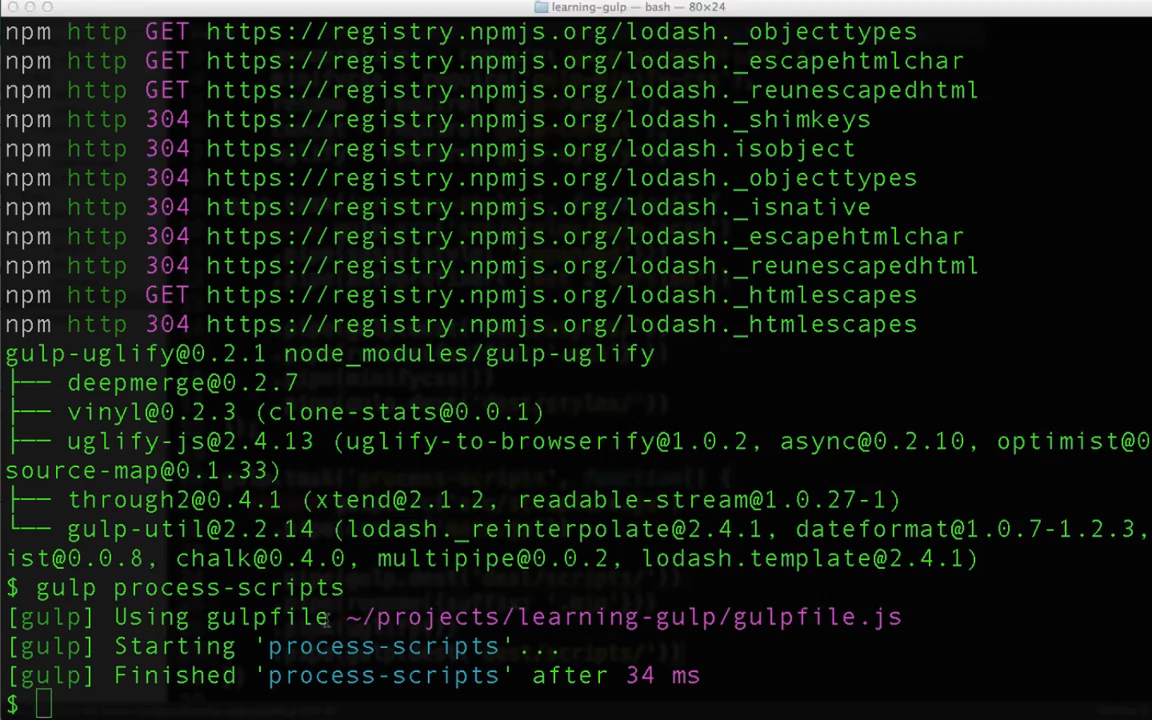 learning-gulp — bash — 80×24
npm http GET https://registry.npmjs.org/lodash._objecttypes
npm http GET https://registry.npmjs.org/lodash._escapehtmlchar
npm http GET https://registry.npmjs.org/lodash._reunescapedhtml
npm http 304 https://registry.npmjs.org/lodash._shimkeys
npm http 304 https://registry.npmjs.org/lodash.isobject
npm http 304 https://registry.npmjs.org/lodash._objecttypes
npm http 304 https://registry.npmjs.org/lodash._isnative
npm http 304 https://registry.npmjs.org/lodash._escapehtmlchar
npm http 304 https://registry.npmjs.org/lodash._reunescapedhtml
npm http GET https://registry.npmjs.org/lodash._htmlescapes
npm http 304 https://registry.npmjs.org/lodash._htmlescapes
gulp-uglify@0.2.1 node_modules/gulp-uglify
├── deepmerge@0.2.7
├── vinyl@0.2.3 (clone-stats@0.0.1)
├── uglify-js@2.4.13 (uglify-to-browserify@1.0.2, async@0.2.10, optimist@0
source-map@0.1.33)
├── through2@0.4.1 (xtend@2.1.2, readable-stream@1.0.27-1)
└── gulp-util@2.2.14 (lodash._reinterpolate@2.4.1, dateformat@1.0.7-1.2.3,
ist@0.0.8, chalk@0.4.0, multipipe@0.0.2, lodash.template@2.4.1)
$ gulp process-scripts
[gulp] Using gulpfile ~/projects/learning-gulp/gulpfile.js
[gulp] Starting 'process-scripts'...
[gulp] Finished 'process-scripts' after 34 ms
$